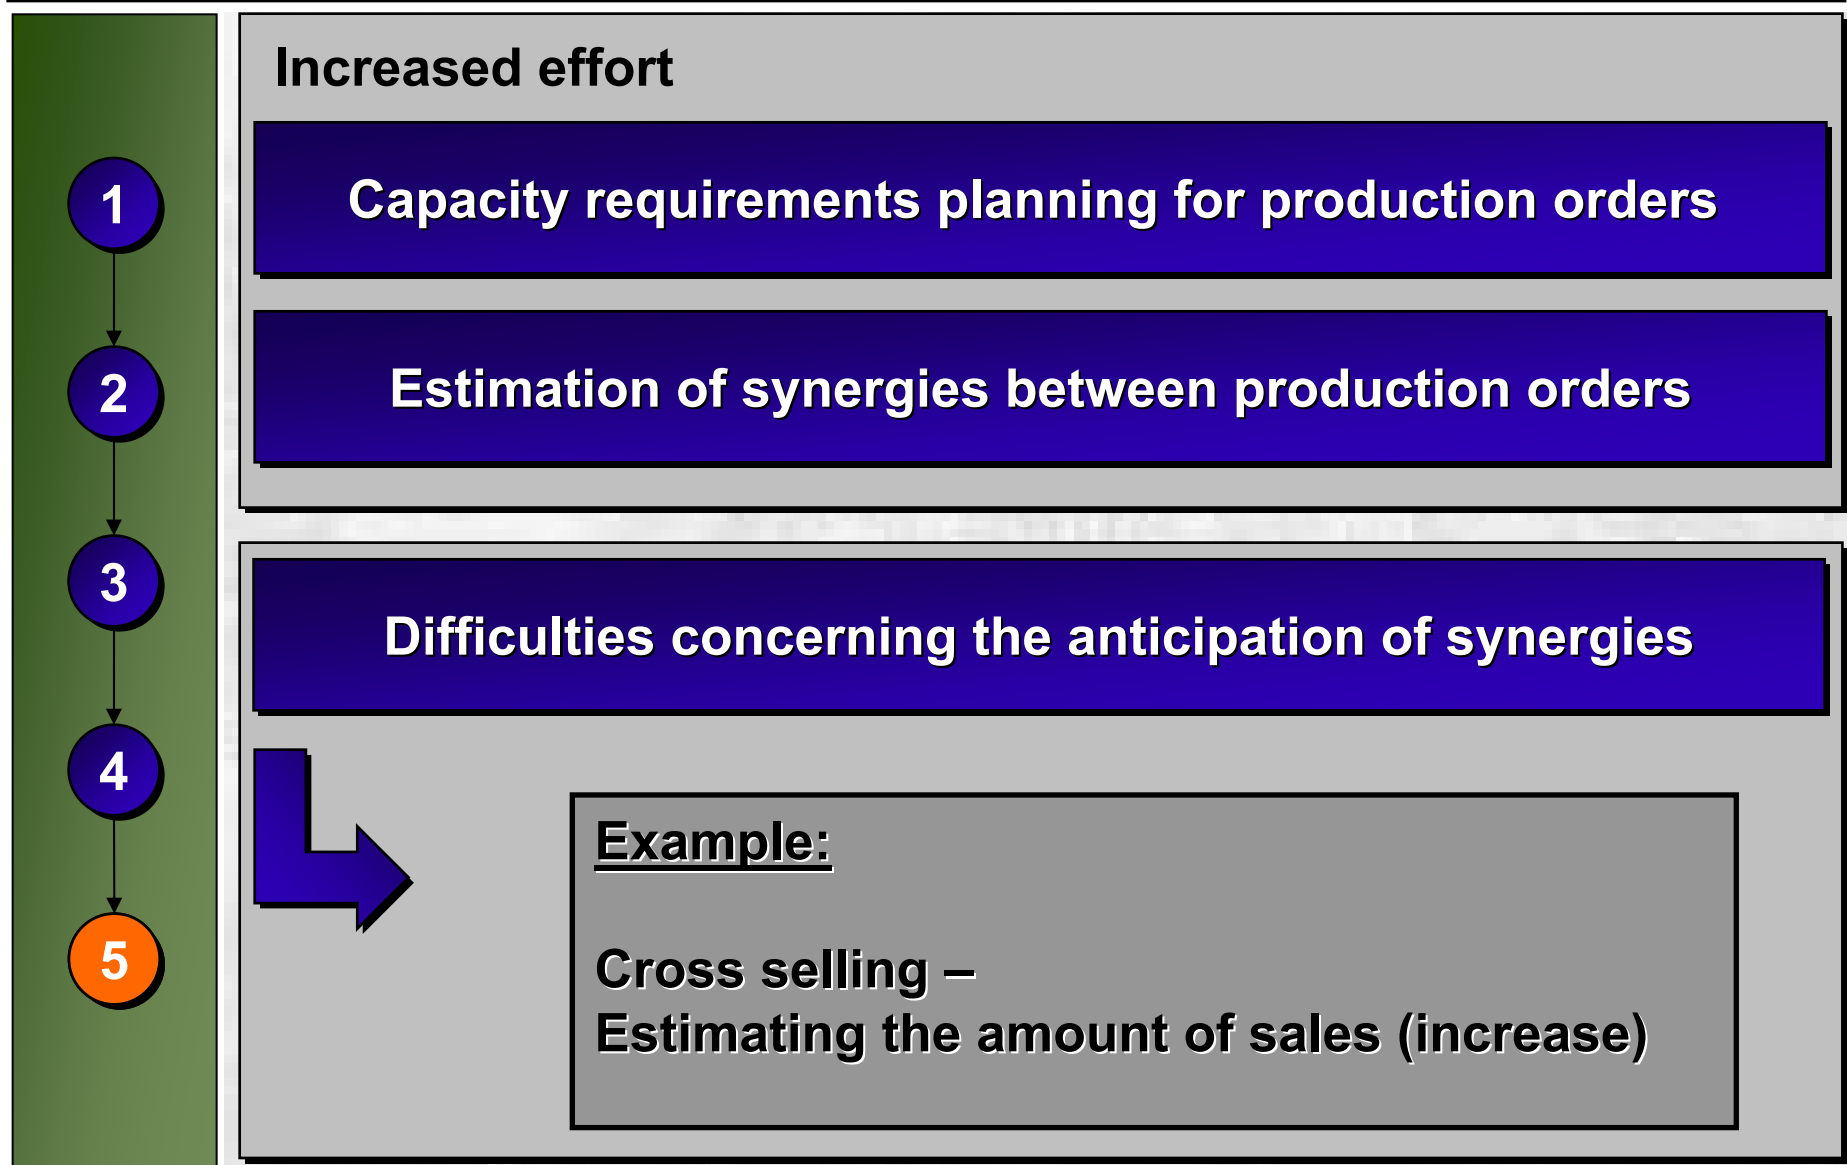 1
2
3
4
5
Increased effort
Capacity requirements planning for production orders
Estimation of synergies between production orders
Difficulties concerning the anticipation of synergies
Example:
Cross selling –
Estimating the amount of sales (increase)